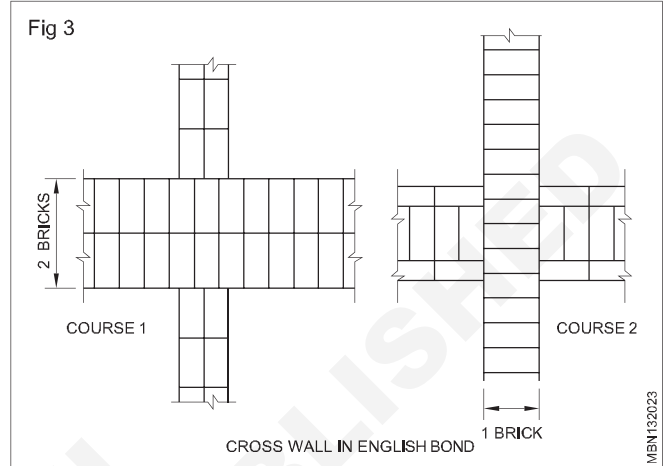 Fig 3
2 BRICKS
COURSE 1
COURSE 2
1 BRICK
CROSS WALL IN ENGLISH BOND
MBN132023